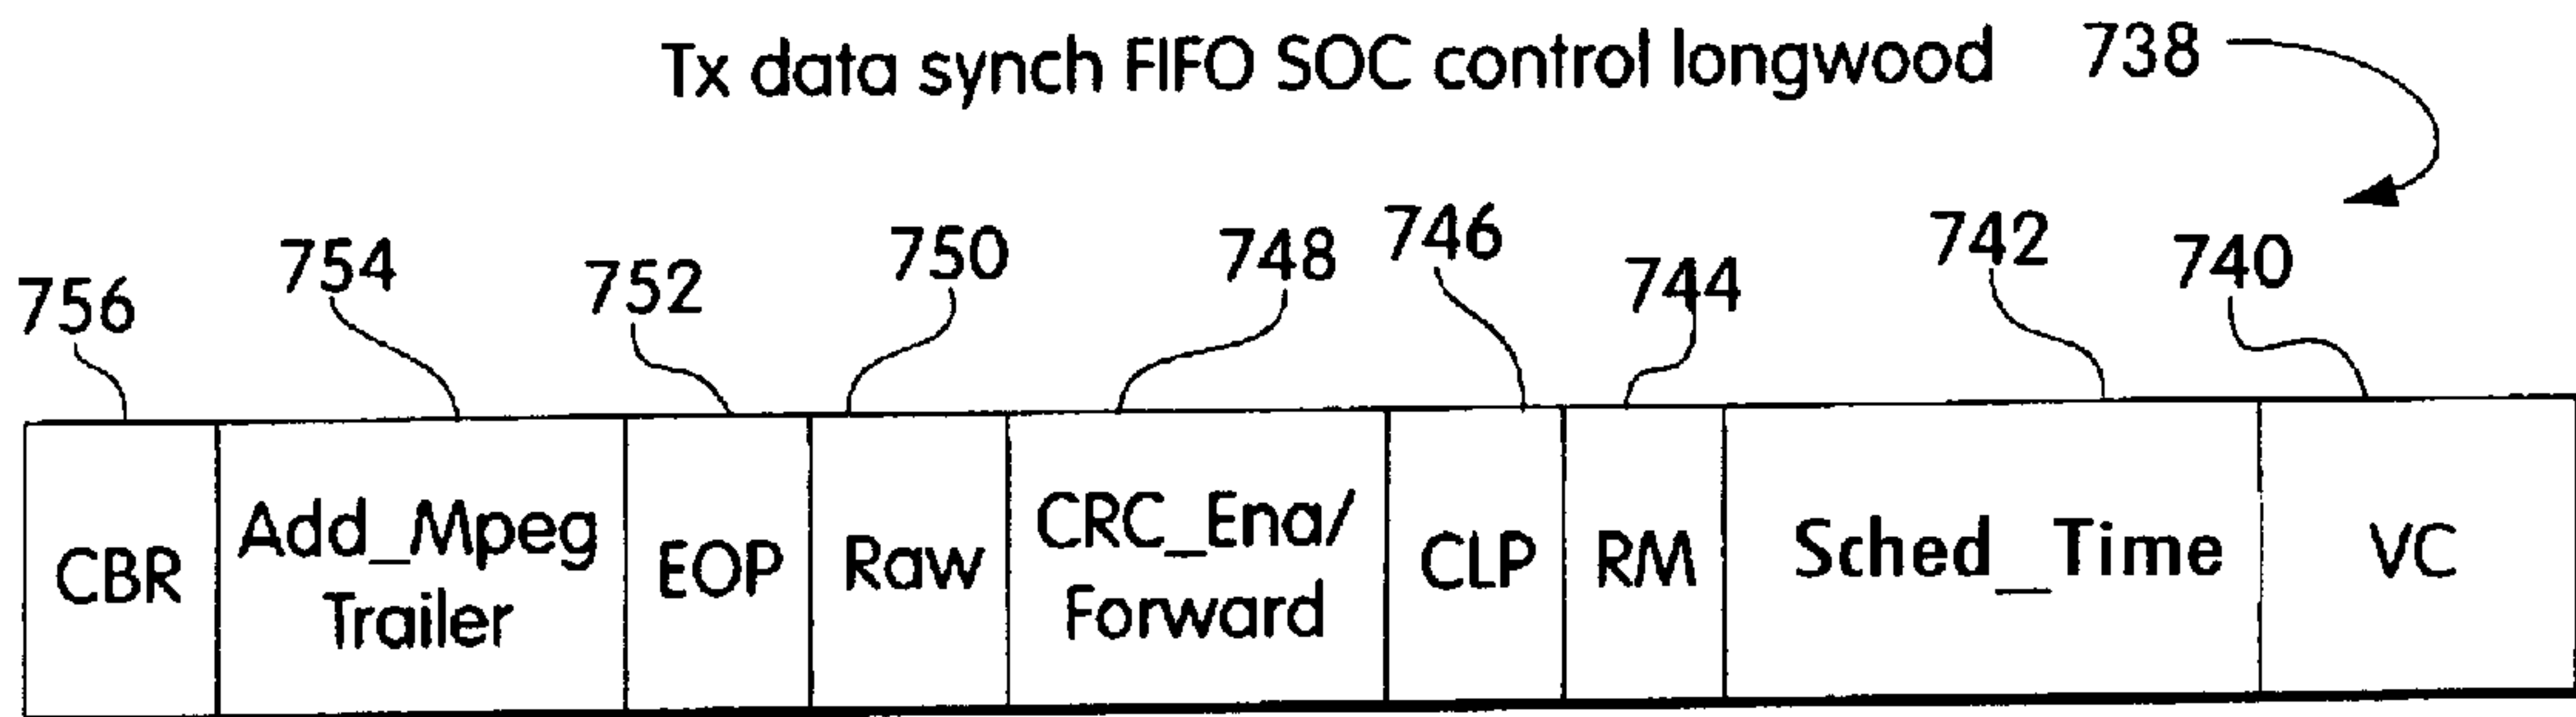 Tx data synch FIFO SOC control longwood 738
756 754 752 750 748 746 744 742 740
CBR
Add_Mpeg
Trailer
EOP
Raw
CRC_Ena/
Forward
CLP
RM
Sched_Time
VC